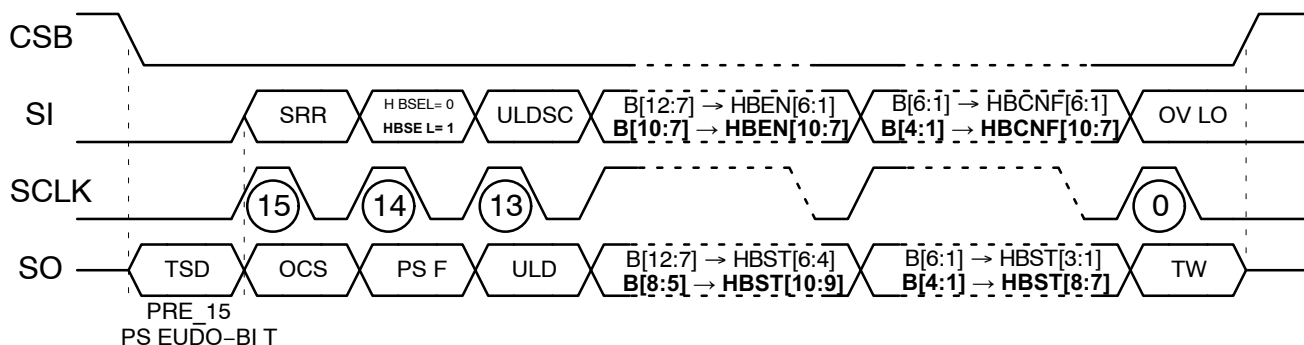 CSB
SI
SRR
H BSEL= 0
HBSE L= 1
ULDSC
B[12:7] → HBEN[6:1]
B[10:7] → HBEN[10:7]
B[6:1] → HBCNF[6:1]
B[4:1] → HBCNF[10:7]
OV LO
SCLK
15
14
13
0
SO
TSD
OCS
PS F
ULD
B[12:7] → HBST[6:4]
B[8:5] → HBST[10:9]
B[6:1] → HBST[3:1]
B[4:1] → HBST[8:7]
TW
PRE_15
PS EUDO−BI T